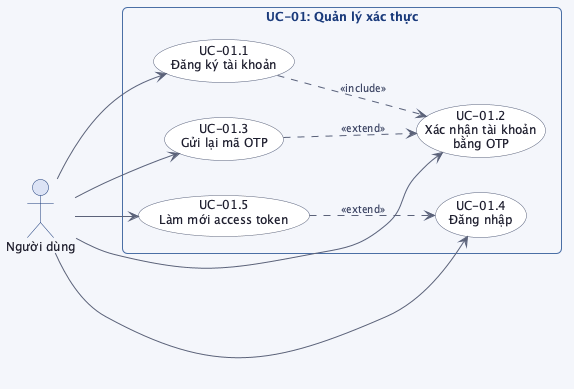 UC-01: Quản lý xác thực
UC-01.1
Đăng ký tài khoản
«include»
UC-01.2
Xác nhận tài khoản
bằng OTP
UC-01.3
Gửi lại mã OTP
«extend»
UC-01.5
Làm mới access token
«extend»
UC-01.4
Đăng nhập
Người dùng